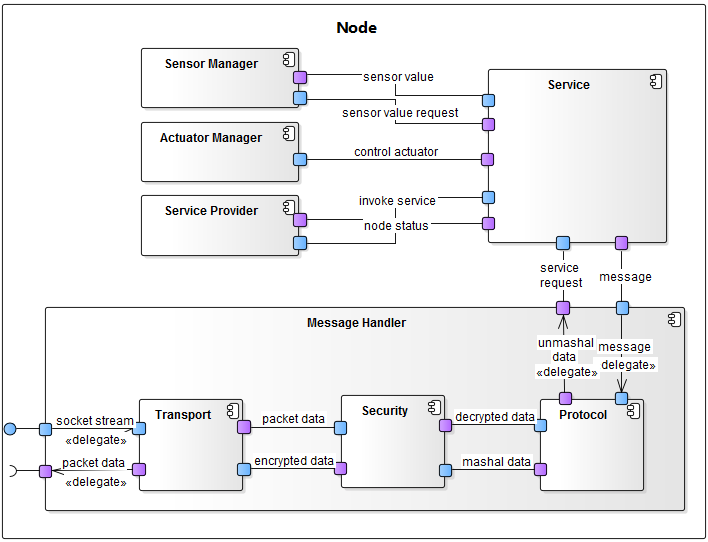 Node
Sensor Manager
sensor value
Service
sensor value request
Actuator Manager
control actuator
Service Provider
invoke service
node status
service
request
message
Message Handler
unmashal
data
«delegate»
message
«delegate»
socket stream
«delegate»
Transport
packet data
Security
decrypted data
Protocol
packet data
«delegate»
encrypted data
mashal data